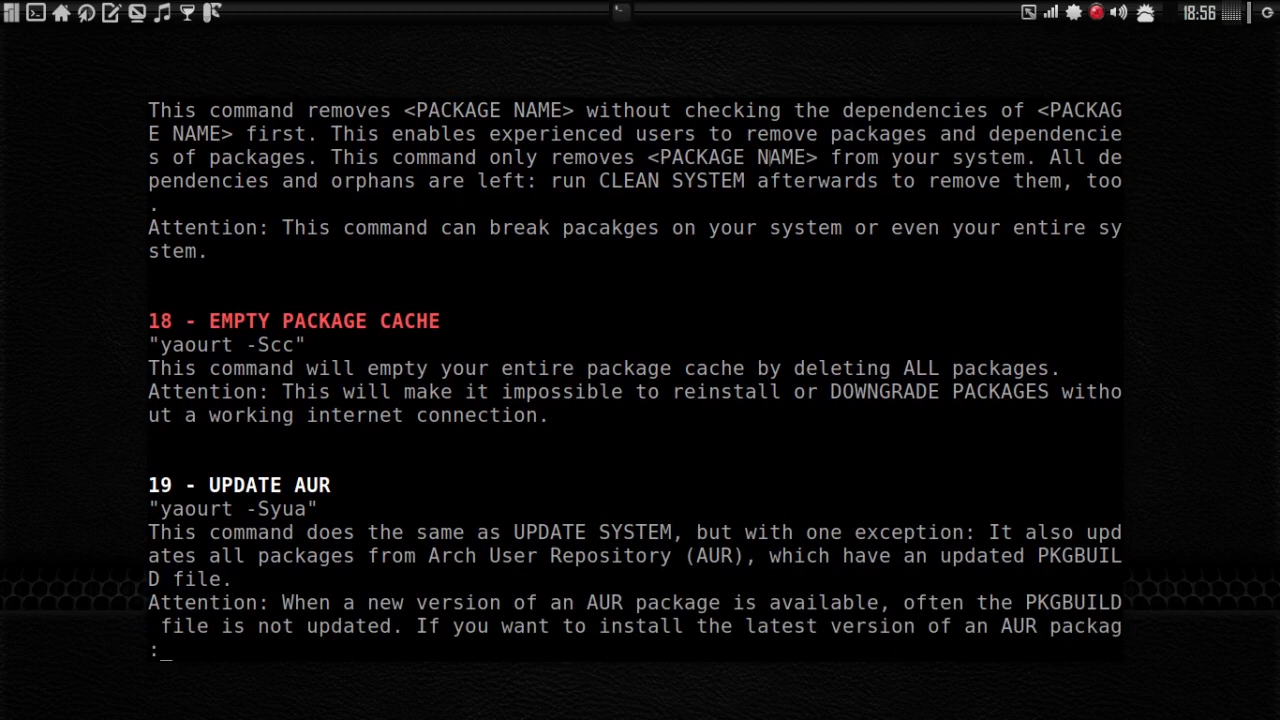 18:56
This command removes <PACKAGE NAME> without checking the dependencies of <PACKAG
E NAME> first. This enables experienced users to remove packages and dependencie
s of packages. This command only removes <PACKAGE NAME> from your system. All de
pendencies and orphans are left: run CLEAN SYSTEM afterwards to remove them, too
.
Attention: This command can break pacakges on your system or even your entire sy
stem.
18 - EMPTY PACKAGE CACHE
"yaourt -Scc"
This command will empty your entire package cache by deleting ALL packages.
Attention: This will make it impossible to reinstall or DOWNGRADE PACKAGES witho
ut a working internet connection.
19 - UPDATE AUR
"yaourt -Syua"
This command does the same as UPDATE SYSTEM, but with one exception: It also upd
ates all packages from Arch User Repository (AUR), which have an updated PKGBUIL
D file.
Attention: When a new version of an AUR package is available, often the PKGBUILD
 file is not updated. If you want to install the latest version of an AUR packag
:_